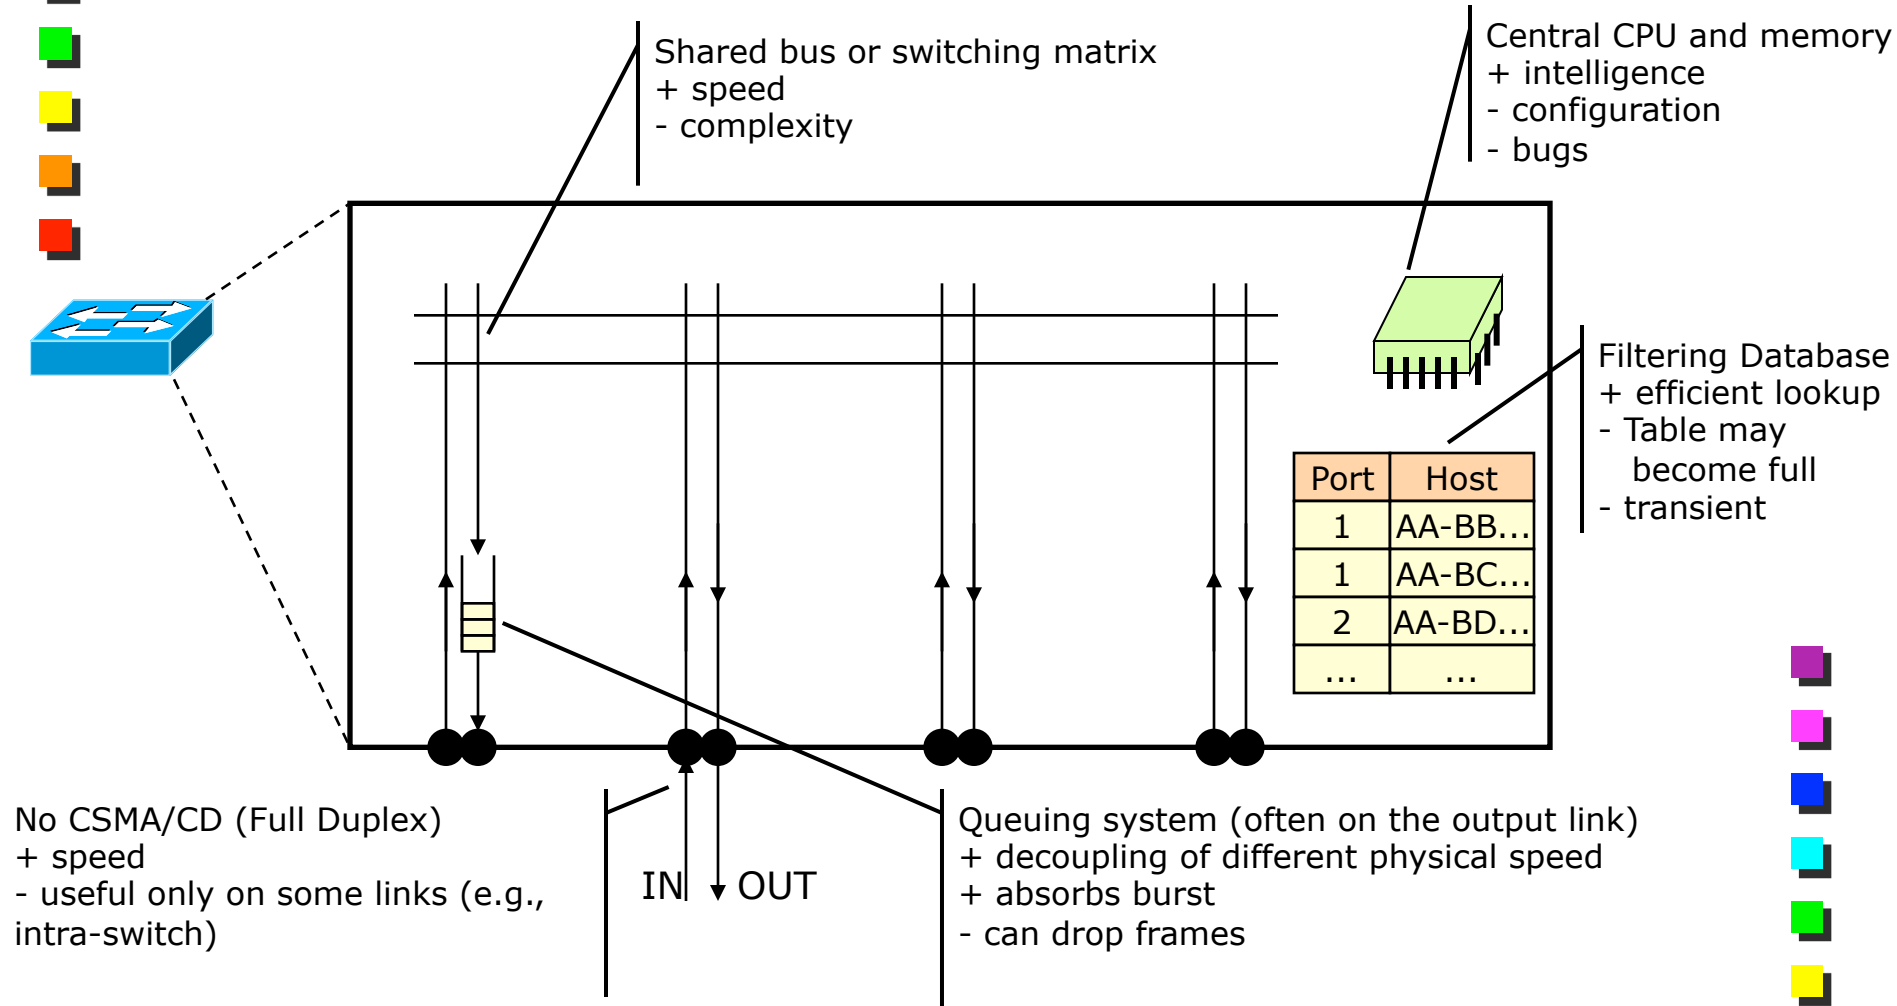 Shared bus or switching matrix
+ speed
- complexity
Central CPU and memory
+ intelligence
- configuration
- bugs
Filtering Database
+ efficient lookup
- Table may
become full
- transient
Port Host
1 AA-BB...
1 AA-BC...
2 AA-BD...
... ...
No CSMA/CD (Full Duplex)
+ speed
- useful only on some links (e.g.,
intra-switch)
IN OUT
Queuing system (often on the output link)
+ decoupling of different physical speed
+ absorbs burst
- can drop frames